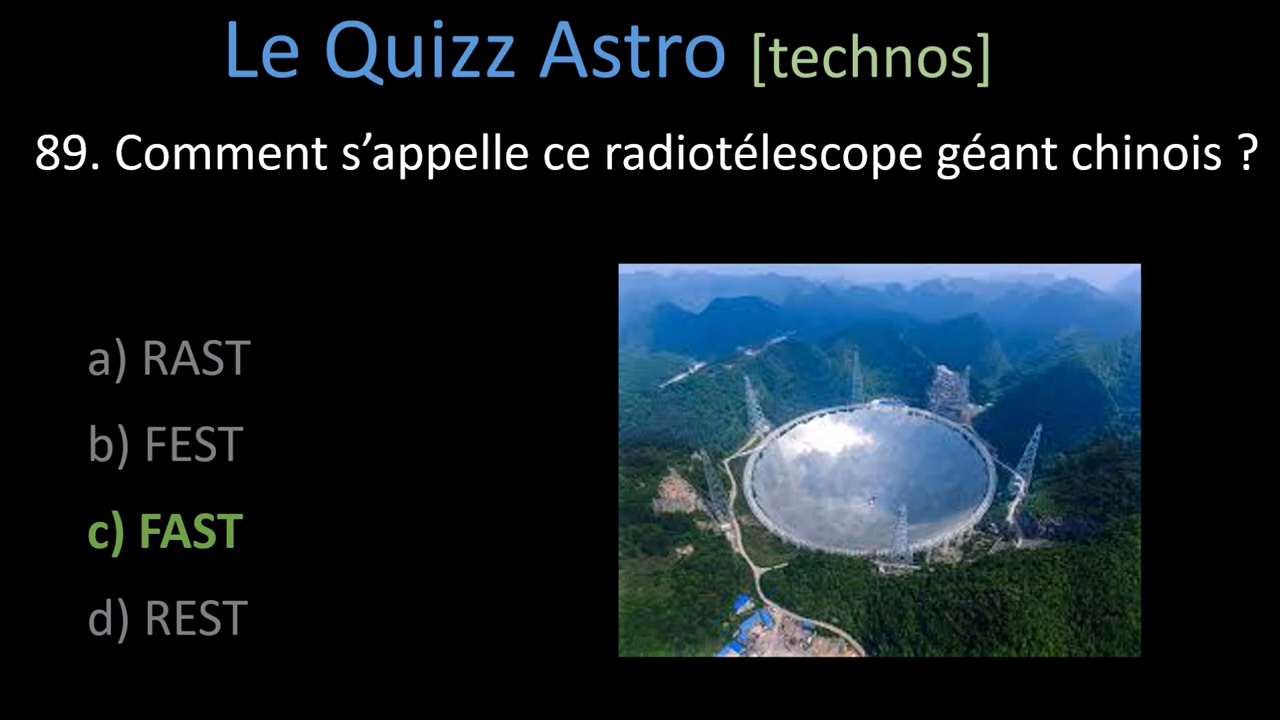 Le Quizz Astro [technos]
89. Comment s’appelle ce radiotélescope géant chinois ?
a) RAST
b) FEST
c) FAST
d) REST